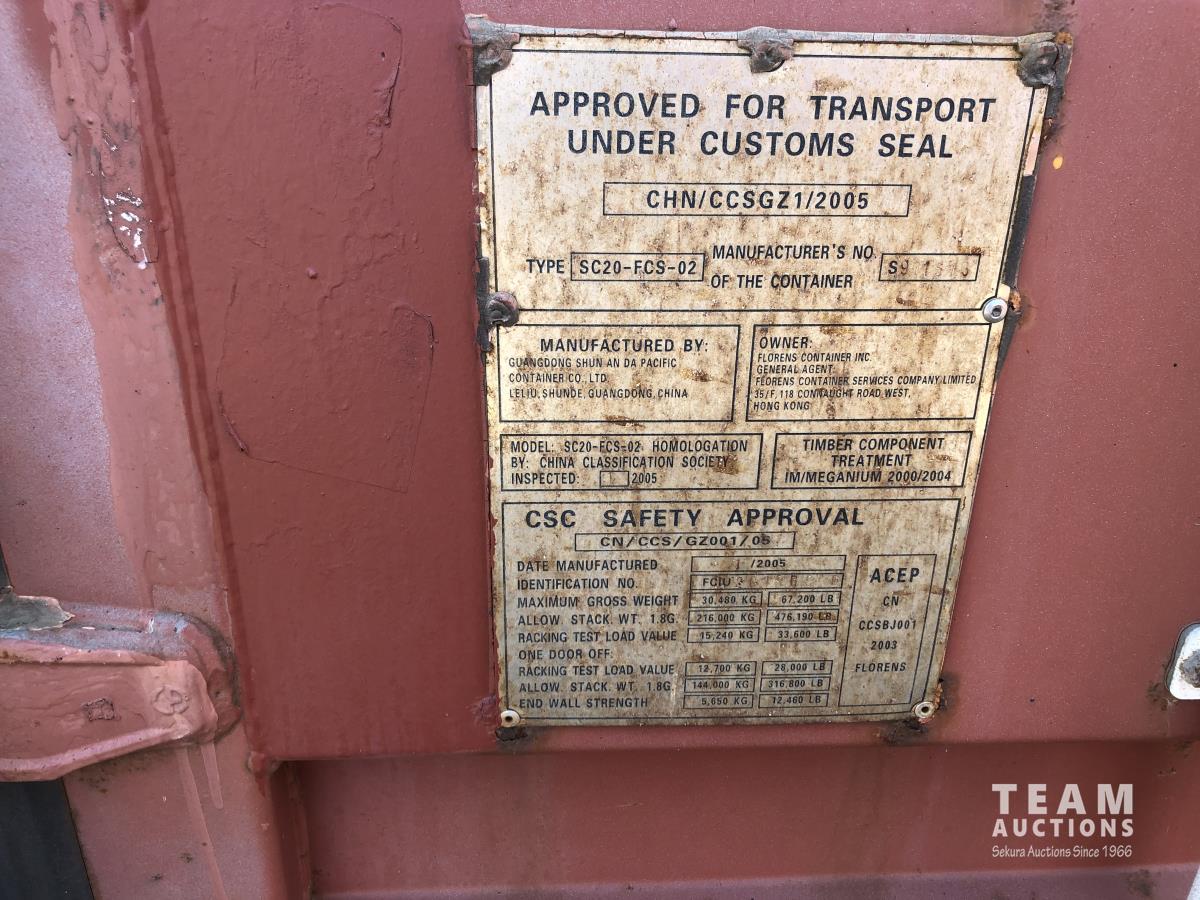 APPROVED FOR TRANSPORT
UNDER CUSTOMS SEAL
CHN/CCSGZ1/2005
TYPE SC20-FCS-02 MANUFACTURER'S NO.
OF THE CONTAINER
MANUFACTURED BY:
GUANGDONG SHUN AN DA PACIFIC
CONTAINER CO., LTD
LELIU, SHUNDE, GUANGDONG, CHINA
OWNER:
FLORENS CONTAINER INC.
GENERAL AGENT:
FLORENS CONTAINER SERVICES COMPANY LIMITED
35/F, 118 CONNAUGHT ROAD WEST,
HONG KONG
MODEL: SC20-FCS-02 HOMOLOGATION
BY: CHINA CLASSIFICATION SOCIETY
INSPECTED: 2005
TIMBER COMPONENT
TREATMENT
IM/MEGANIUM 2000/2004
CSC SAFETY APPROVAL
CN/CCS/GZ001/05
DATE MANUFACTURED /2005
IDENTIFICATION NO. FCIU
MAXIMUM GROSS WEIGHT 30,480 KG 67,200 LB
ALLOW. STACK. WT. 1.8G. 216,000 KG 476,190 LB
RACKING TEST LOAD VALUE 15,240 KG 33,600 LB
ONE DOOR OFF:
RACKING TEST LOAD VALUE 12,700 KG 28,000 LB
ALLOW. STACK. WT. 1.8G. 144,000 KG 316,800 LB
END WALL STRENGTH 5,650 KG 12,460 LB
ACEP
CN
CCSBJ001
2003
FLORENS
TEAM
AUCTIONS
Sekura Auctions Since 1966